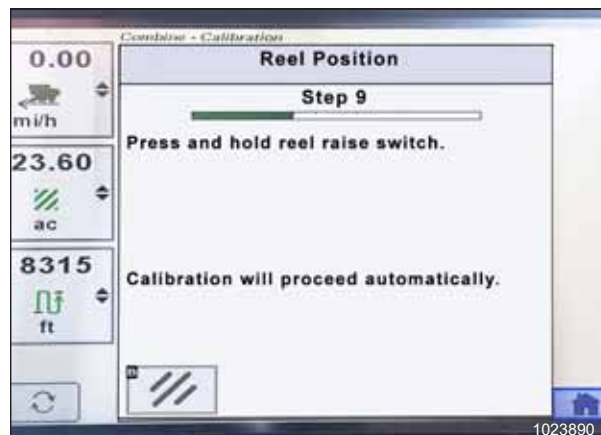 Combine - Calibration
0.00
mi/h
23.60
ac
8315
ft
Reel Position
Step 9
Press and hold reel raise switch.
Calibration will proceed automatically.
1023890